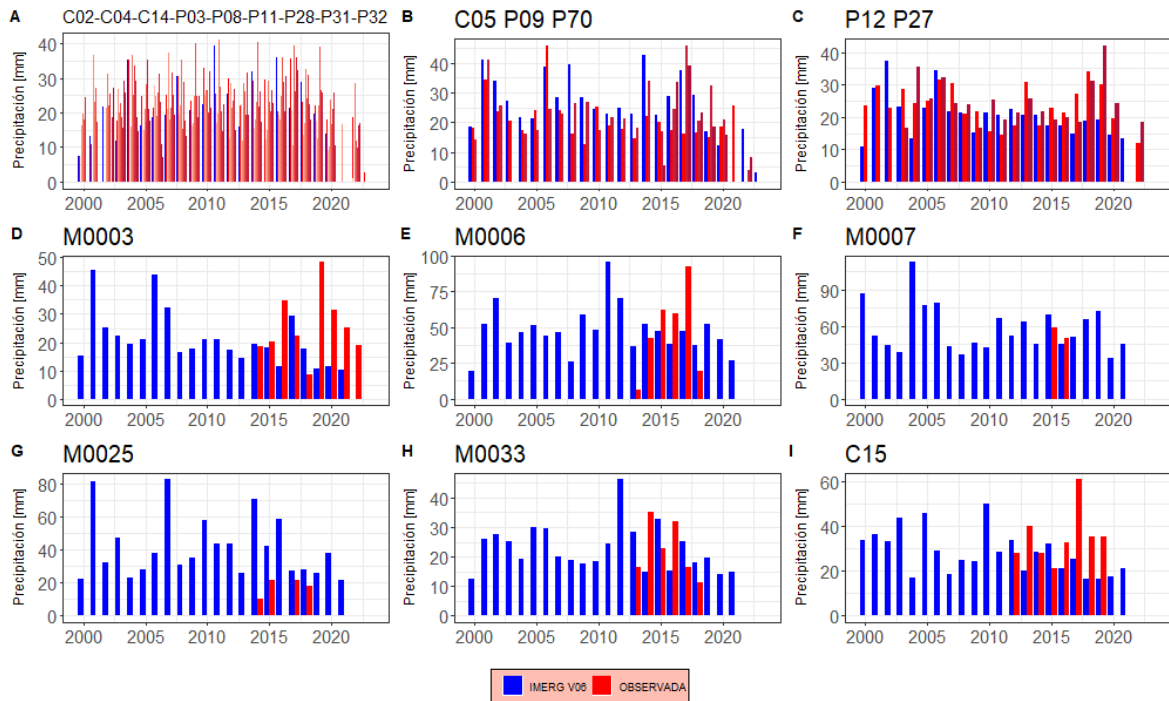 A C02-C04-C14-P03-P08-P11-P28-P31-P32
Precipitación [mm]
40
30
20
10
0
2000 2005 2010 2015 2020
B C05 P09 P70
Precipitación [mm]
40
30
20
10
0
2000 2005 2010 2015 2020
C P12 P27
Precipitación [mm]
40
30
20
10
0
2000 2005 2010 2015 2020
D M0003
Precipitación [mm]
50
40
30
20
10
0
2000 2005 2010 2015 2020
E M0006
Precipitación [mm]
100
75
50
25
0
2000 2005 2010 2015 2020
F M0007
Precipitación [mm]
90
60
30
0
2000 2005 2010 2015 2020
G M0025
Precipitación [mm]
80
60
40
20
0
2000 2005 2010 2015 2020
H M0033
Precipitación [mm]
40
30
20
10
0
2000 2005 2010 2015 2020
I C15
Precipitación [mm]
60
40
20
0
2000 2005 2010 2015 2020
IMERG V06 OBSERVADA